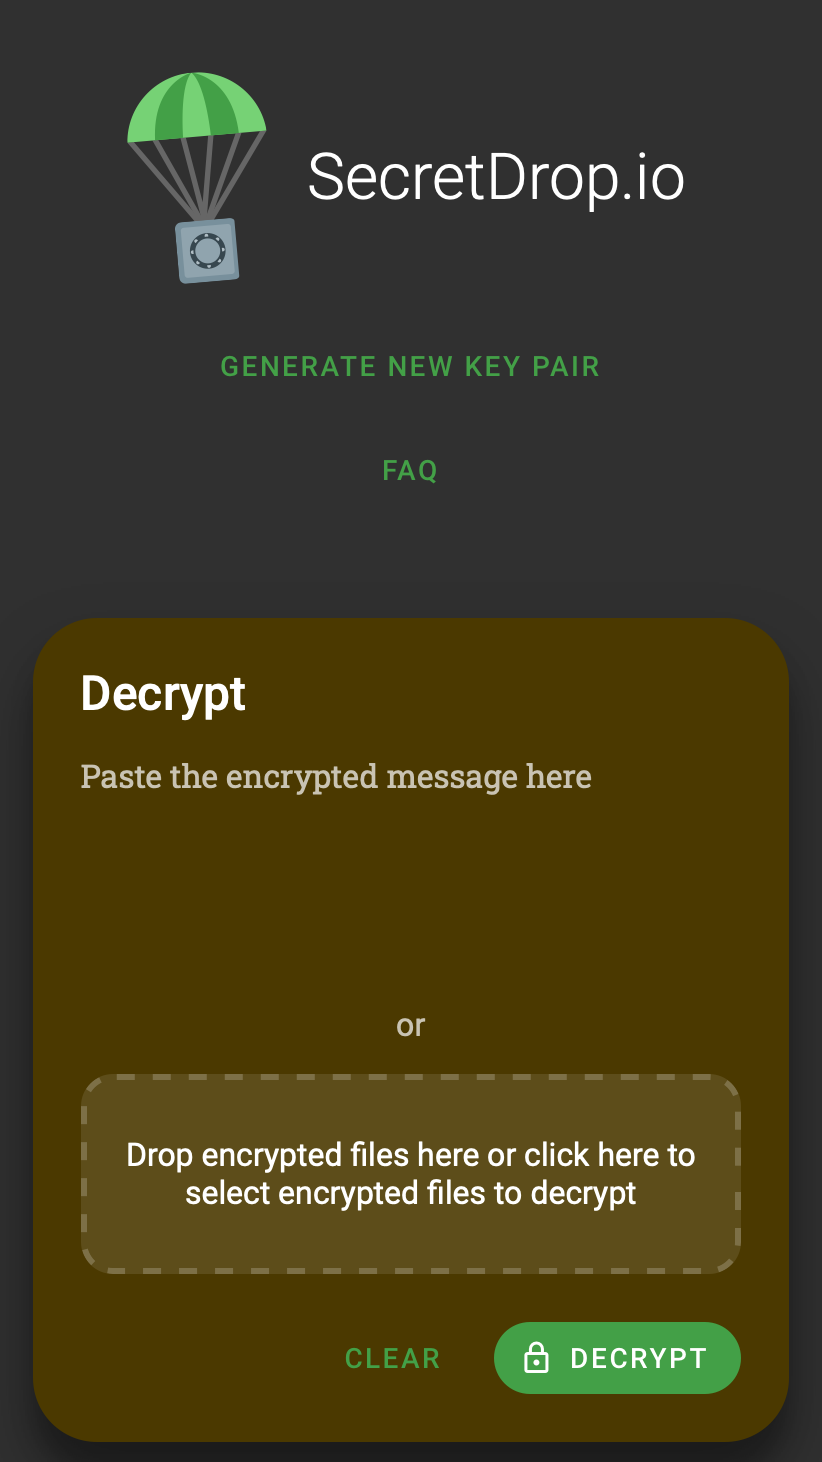 SecretDrop.io
GENERATE NEW KEY PAIR
FAQ
Decrypt
Paste the encrypted message here
or
Drop encrypted files here or click here to
select encrypted files to decrypt
CLEAR
DECRYPT